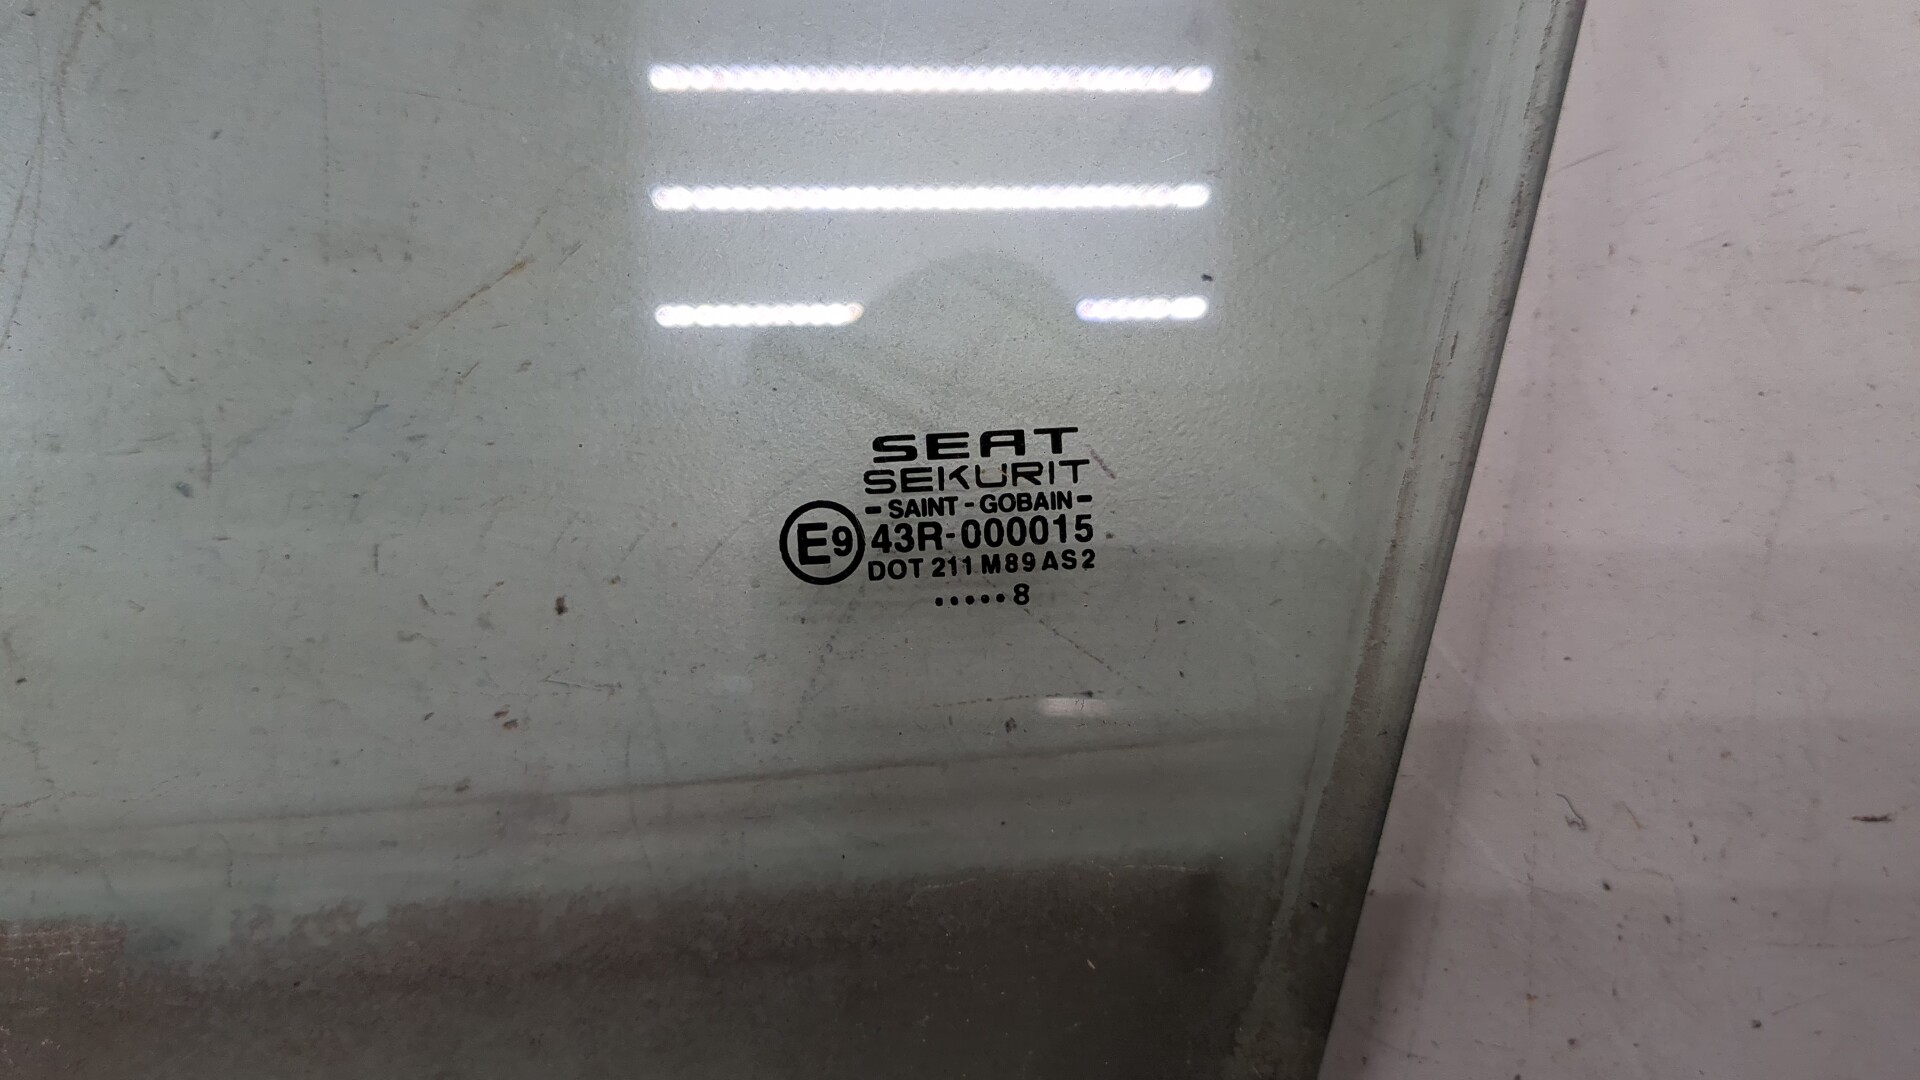 SEAT
SEKURIT
- SAINT - GOBAIN -
E9 43R-000015
DOT 211 M89 AS2
.....8